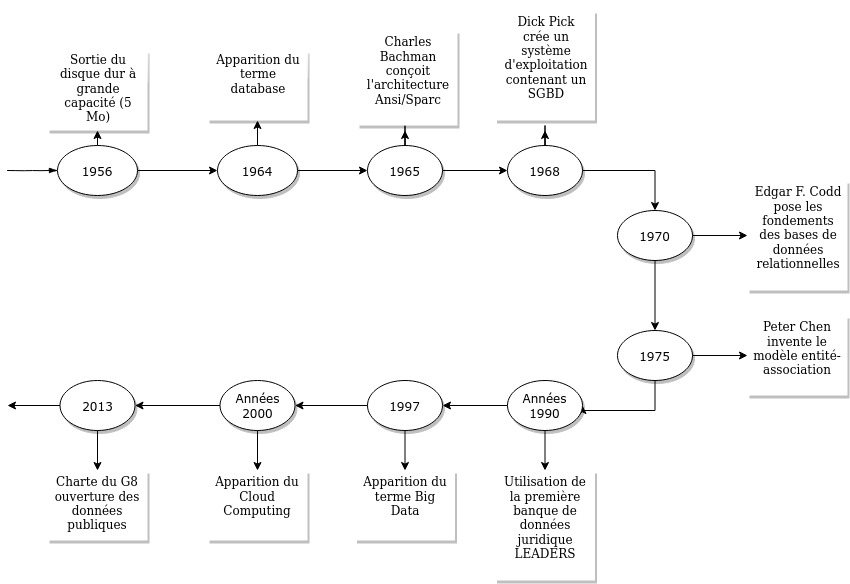 Sortie du
disque dur à
grande
capacité (5
Mo)
1956
Apparition du
terme
database
1964
Charles
Bachman
conçoit
l'architecture
Ansi/Sparc
1965
Dick Pick
crée un
système
d'exploitation
contenant un
SGBD
1968
1970
Edgar F. Codd
pose les
fondements
des bases de
données
relationnelles
1975
Peter Chen
invente le
modèle entité-
association
Années
1990
Utilisation de
la première
banque de
données
juridique
LEADERS
1997
Apparition du
terme Big
Data
Années
2000
Apparition du
Cloud
Computing
2013
Charte du G8
ouverture des
données
publiques